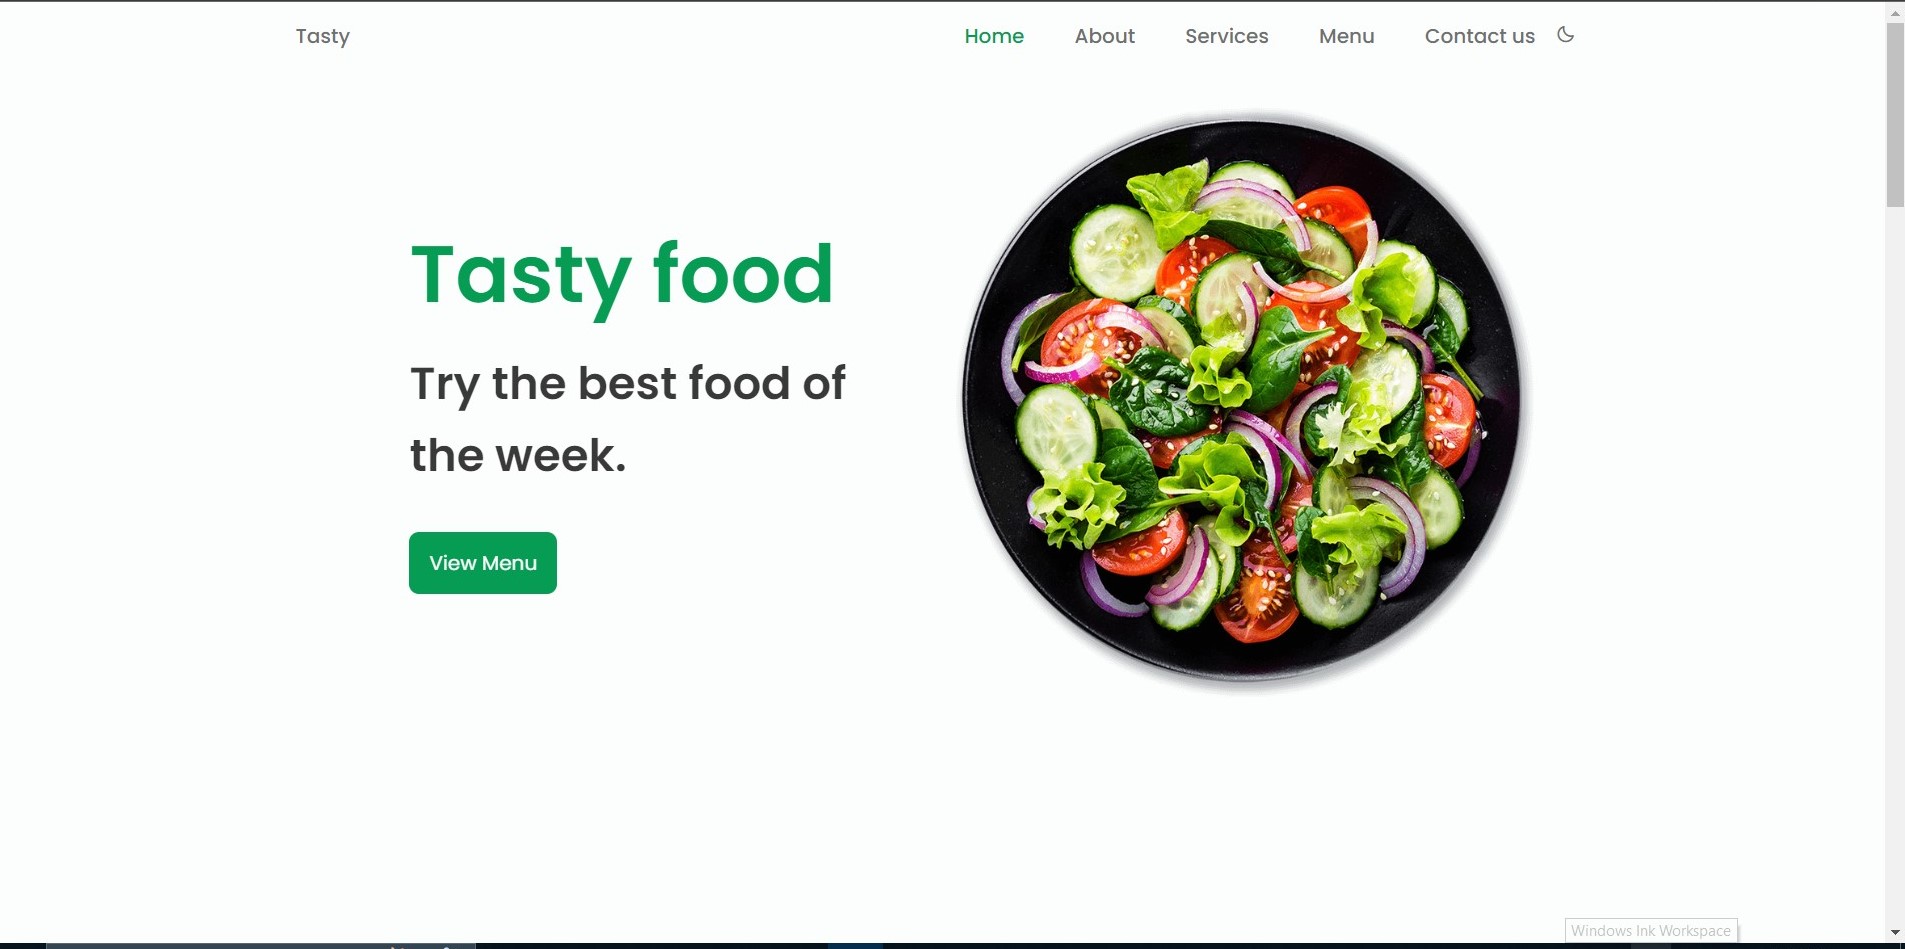 Tasty
Home About Services Menu Contact us
Tasty food
Try the best food of
the week.
View Menu
Windows Ink Workspace